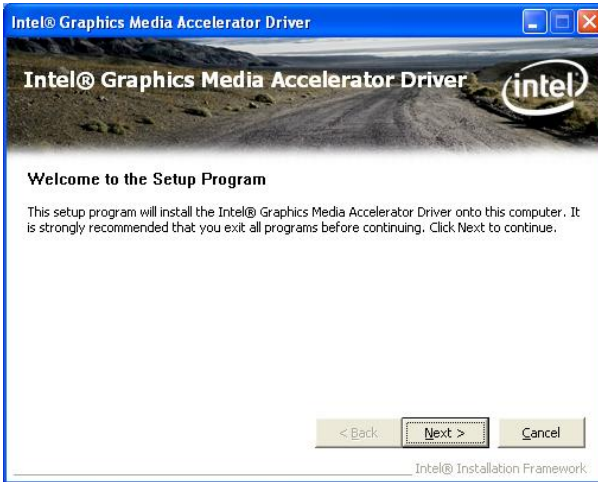 Intel® Graphics Media Accelerator Driver
Intel® Graphics Media Accelerator Driver
intel
Welcome to the Setup Program
This setup program will install the Intel® Graphics Media Accelerator Driver onto this computer. It
is strongly recommended that you exit all programs before continuing. Click Next to continue.
< Back Next > Cancel
Intel® Installation Framework